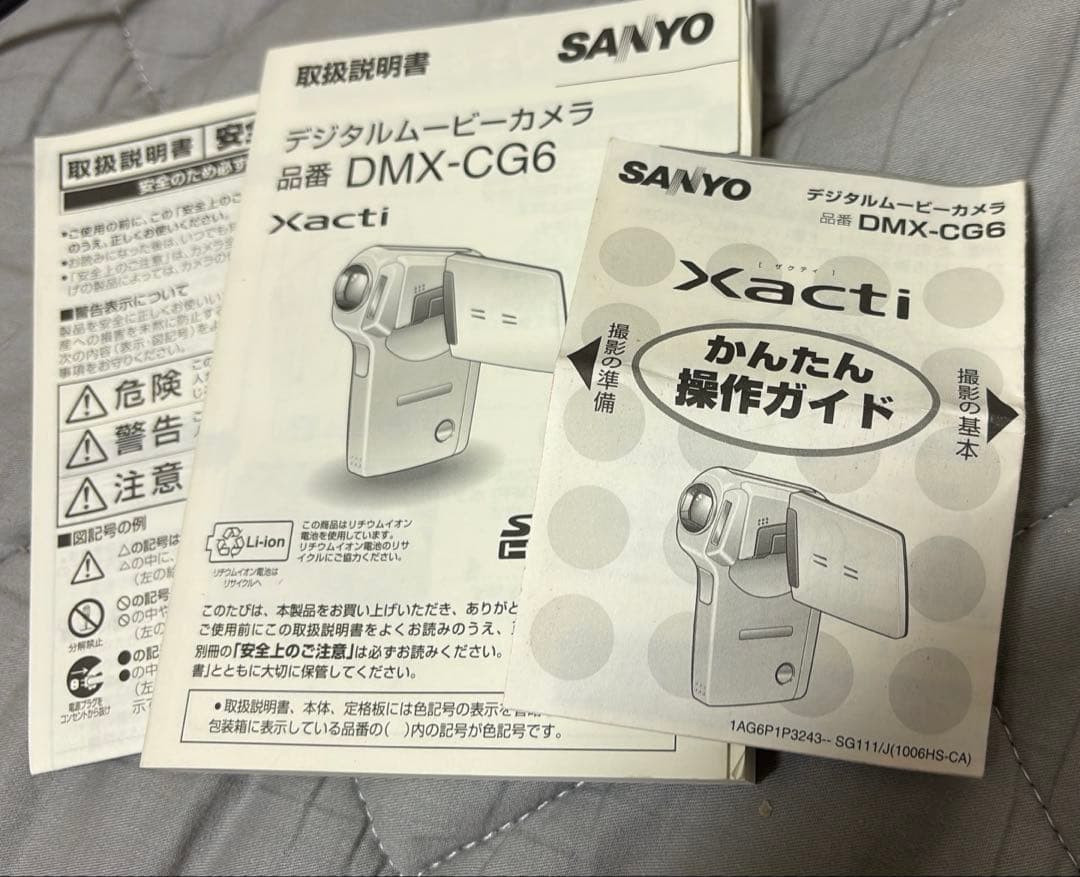 取扱説明書
安全のため必ず
•ご使用の前に、この「安全上のご
のうえ、正しくお使いください。
•お読みになった後は、いつでも
•「安全上のご注意」は、カメラ
げの製品によっては、カメラの
■警告表示について
製品を安全に正しくお使いい
産への損害を未然に防止する
次の内容(表示・図記号)をよ
事項をお守りください。
危険
警告
注意
■図記号の例
△の記号は
△の中に、
(左の
の記号
の中や
(左の
分解禁止
●の記
●の中
(左
示
電源プラグを
コンセントから抜け
取扱説明書
SANYO
デジタルムービーカメラ
品番 DMX-CG6
Xacti
Li-ion
リチウムイオン電池は
リサイクルへ
この商品はリチウムイオン
電池を使用しています。
リチウムイオン電池のリサ
イクルにご協力ください。
このたびは、本製品をお買い上げいただき、ありがと
ご使用前にこの取扱説明書をよくお読みのうえ、
別冊の「安全上のご注意」は必ずお読みください。
書」とともに大切に保管してください。
• 取扱説明書、本体、定格板には色記号の表示を省略
包装箱に表示している品番の( )内の記号が色記号です。
SANYO
デジタルムービーカメラ
品番 DMX-CG6
[ ザクティ ]
Xacti
撮影の準備
かんたん
操作ガイド
撮影の基本
1AG6P1P3243-- SG111/J(1006HS-CA)